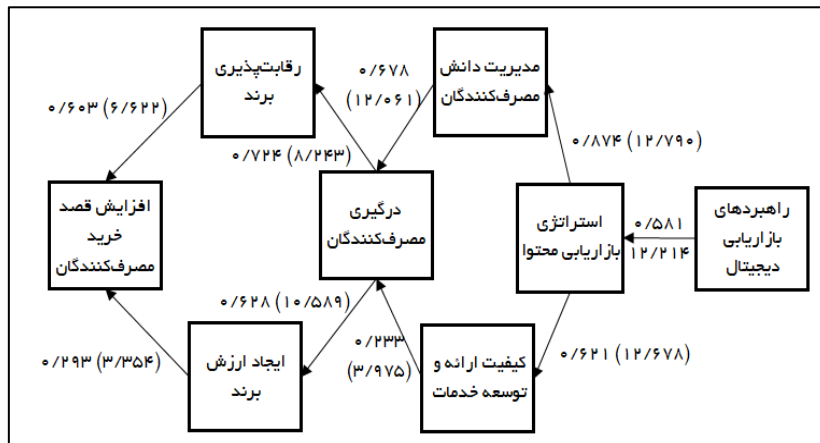 رقابت‌پذیری
برند
۰/۶۷۸
(۱۲/۰۶۱)
مدیریت دانش
مصرف‌کنندگان
۰/۶۰۳ (۶/۶۲۲)
۰/۷۲۴ (۸/۲۴۳)
۰/۸۷۴ (۱۲/۷۹۰)
افزایش قصد
خرید
مصرف‌کنندگان
درگیری
مصرف‌کنندگان
استراتژی
بازاریابی محتوا
۰/۵۸۱
۱۲/۲۱۴
راهبردهای
بازاریابی
دیجیتال
۰/۶۲۸ (۱۰/۵۸۹)
۰/۲۳۳
(۳/۹۷۵)
۰/۲۹۳ (۳/۳۵۴)
ایجاد ارزش
برند
کیفیت ارائه و
توسعه خدمات
۰/۶۲۱ (۱۲/۶۷۸)